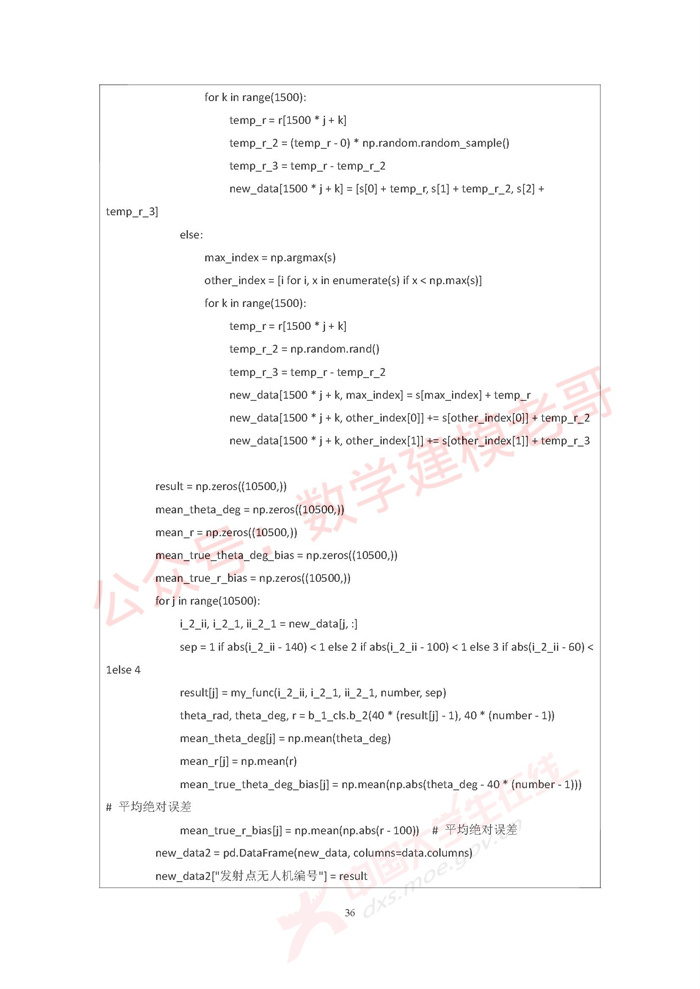 for k in range(1500):
temp_r = r[1500 * j + k]
temp_r_2 = (temp_r - 0) * np.random.random_sample()
temp_r_3 = temp_r - temp_r_2
new_data[1500 * j + k] = [s[0] + temp_r, s[1] + temp_r_2, s[2] +
temp_r_3]
else:
max_index = np.argmax(s)
other_index = [i for i, x in enumerate(s) if x < np.max(s)]
for k in range(1500):
temp_r = r[1500 * j + k]
temp_r_2 = np.random.rand()
temp_r_3 = temp_r - temp_r_2
new_data[1500 * j + k, max_index] = s[max_index] + temp_r
new_data[1500 * j + k, other_index[0]] += s[other_index[0]] + temp_r_2
new_data[1500 * j + k, other_index[1]] += s[other_index[1]] + temp_r_3
result = np.zeros((10500,))
mean_theta_deg = np.zeros((10500,))
mean_r = np.zeros((10500,))
mean_true_theta_deg_bias = np.zeros((10500,))
mean_true_r_bias = np.zeros((10500,))
for j in range(10500):
i_2_ii, i_2_1, ii_2_1 = new_data[j, :]
sep = 1 if abs(i_2_ii - 140) < 1 else 2 if abs(i_2_ii - 100) < 1 else 3 if abs(i_2_ii - 60) <
1else 4
result[j] = my_func(i_2_ii, i_2_1, ii_2_1, number, sep)
theta_rad, theta_deg, r = b_1_cls.b_2(40 * (result[j] - 1), 40 * (number - 1))
mean_theta_deg[j] = np.mean(theta_deg)
mean_r[j] = np.mean(r)
mean_true_theta_deg_bias[j] = np.mean(np.abs(theta_deg - 40 * (number - 1)))
# 平均绝对误差
mean_true_r_bias[j] = np.mean(np.abs(r - 100)) # 平均绝对误差
new_data2 = pd.DataFrame(new_data, columns=data.columns)
new_data2["发射点无人机编号"] = result
36
公众号：数学建模老哥
中国大学生在线
dxs.moe.gov.cn